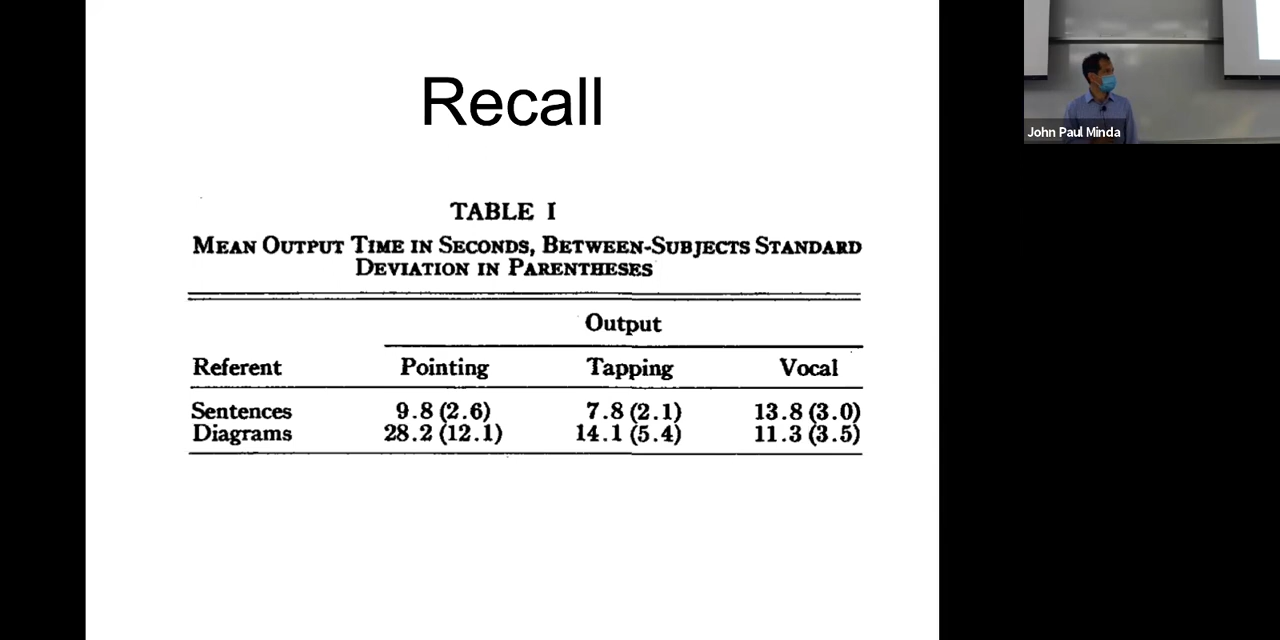 Recall
TABLE I
MEAN OUTPUT TIME IN SECONDS, BETWEEN-SUBJECTS STANDARD
DEVIATION IN PARENTHESES
Output
Referent Pointing Tapping Vocal
Sentences 9.8 (2.6) 7.8 (2.1) 13.8 (3.0)
Diagrams 28.2 (12.1) 14.1 (5.4) 11.3 (3.5)
John Paul Minda